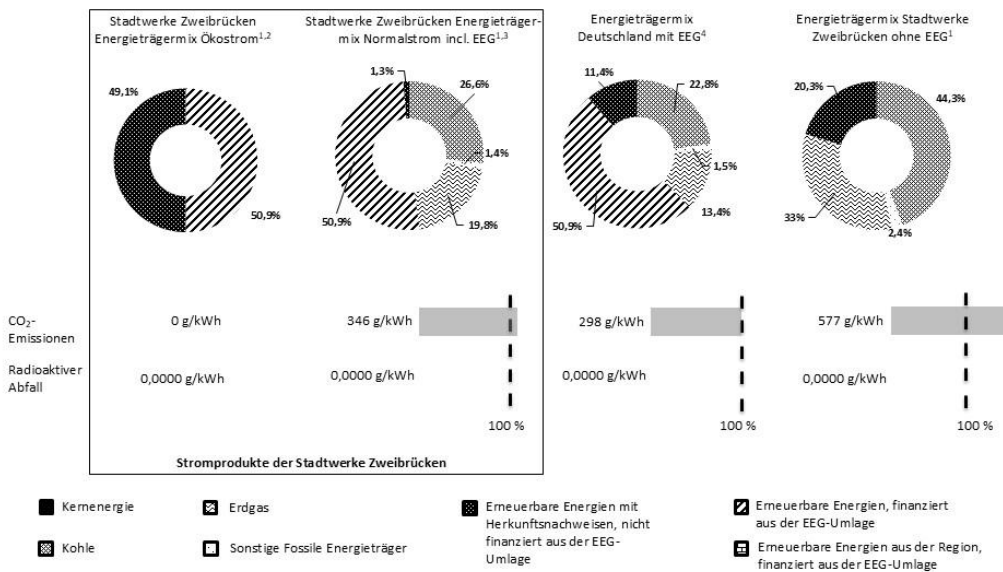 Stadtwerke Zweibrücken
Energieträgermix Ökostrom1,2
Stadtwerke Zweibrücken Energieträger-
mix Normalstrom incl. EEG1,3
Energieträgermix
Deutschland mit EEG4
Energieträgermix Stadtwerke
Zweibrücken ohne EEG1
49,1%
50,9%
1,3%
26,6%
1,4%
19,8%
50,9%
11,4%
22,8%
1,5%
13,4%
50,9%
20,3%
44,3%
33%
2,4%
CO2-
Emissionen
0 g/kWh
346 g/kWh
298 g/kWh
577 g/kWh
Radioaktiver
Abfall
0,0000 g/kWh
0,0000 g/kWh
0,0000 g/kWh
0,0000 g/kWh
100 %
100 %
100 %
Stromprodukte der Stadtwerke Zweibrücken
Kernenergie
Kohle
Erdgas
Sonstige Fossile Energieträger
Erneuerbare Energien mit
Herkunftsnachweisen, nicht
finanziert aus der EEG-
Umlage
Erneuerbare Energien, finanziert
aus der EEG-Umlage
Erneuerbare Energien aus der Region,
finanziert aus der EEG-Umlage